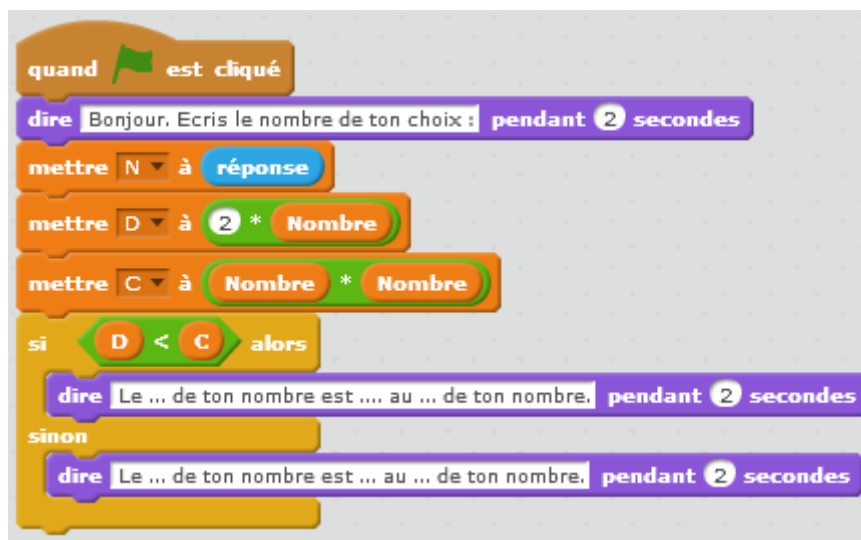 quand est cliqué
dire Bonjour. Ecris le nombre de ton choix : pendant 2 secondes
mettre N à réponse
mettre D à 2 * Nombre
mettre C à Nombre * Nombre
si D < C alors
dire Le ... de ton nombre est .... au ... de ton nombre. pendant 2 secondes
sinon
dire Le ... de ton nombre est ... au ... de ton nombre. pendant 2 secondes